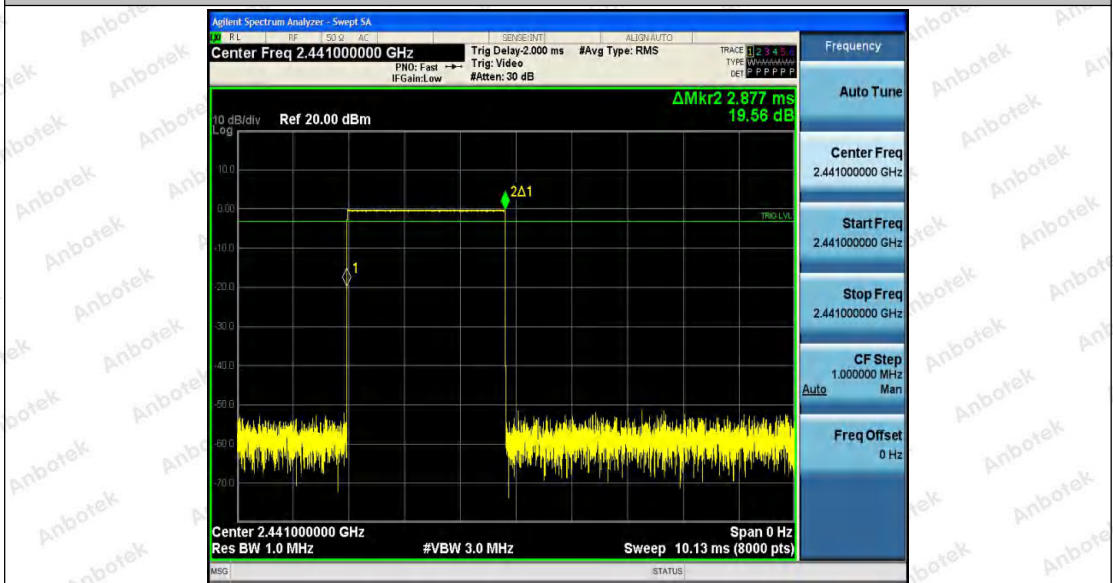 Agilent Spectrum Analyzer - Swept SA
RL RF 50 Ω AC SENSE:INT ALIGN AUTO
Center Freq 2.441000000 GHz
PNO: Fast
IFGain:Low
Trig Delay-2.000 ms
Trig: Video
#Atten: 30 dB
#Avg Type: RMS
TRACE 1 2 3 4 5 6
TYPE
DET P P P P P P
ΔMkr2 2.877 ms
19.56 dB
10 dB/div Ref 20.00 dBm
Log
10.0
2Δ1
0.00
TRIG LVL
-10.0
1
-20.0
-30.0
-40.0
-50.0
-60.0
-70.0
Center 2.441000000 GHz
Span 0 Hz
Res BW 1.0 MHz
#VBW 3.0 MHz
Sweep 10.13 ms (8000 pts)
MSG
STATUS
Frequency
Auto Tune
Center Freq
2.441000000 GHz
Start Freq
2.441000000 GHz
Stop Freq
2.441000000 GHz
CF Step
1.000000 MHz
Auto Man
Freq Offset
0 Hz
Anbotek